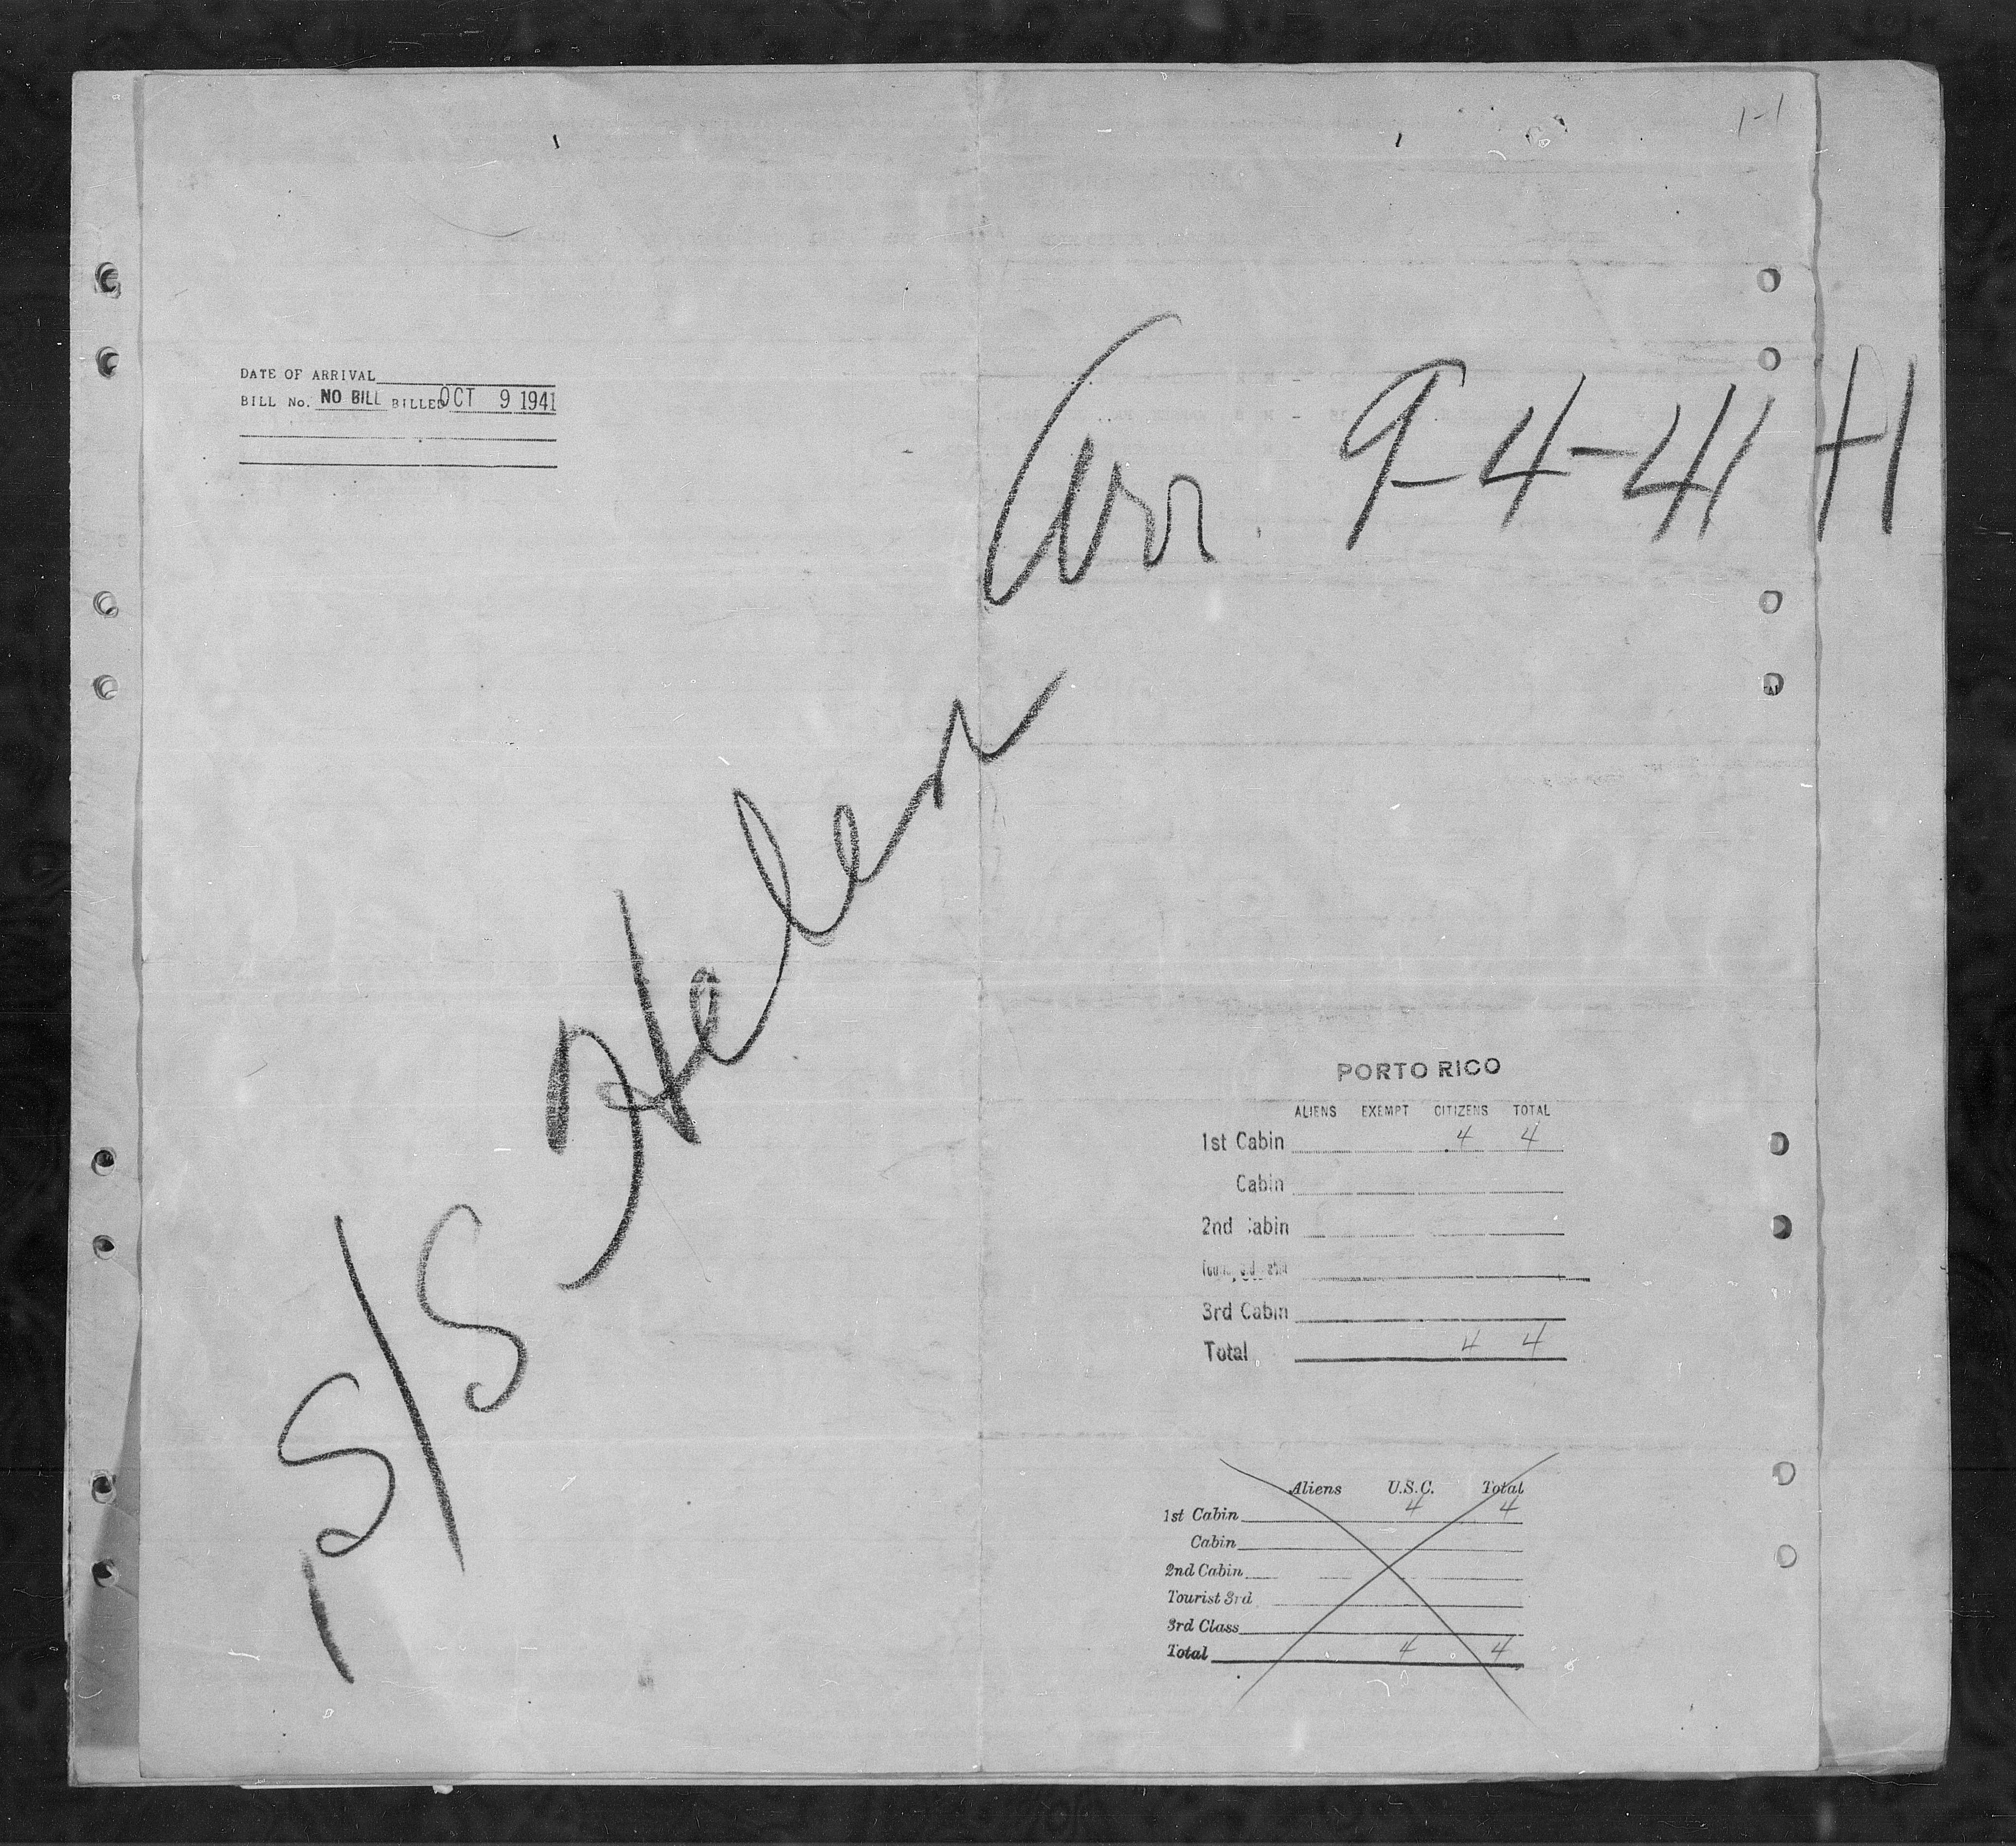 1-1
DATE OF ARRIVAL
BILL No. NO BILL BILLED OCT 9 1941
Arr. 9-4-41 H
S/S Helen
PORTO RICO
ALIENS EXEMPT CITIZENS TOTAL
1st Cabin 4 4
Cabin
2nd Cabin
3rd Cabin
Total 4 4
Aliens U.S.C. Total
1st Cabin 4 4
Cabin
2nd Cabin
Tourist 3rd
3rd Class
Total 4 4